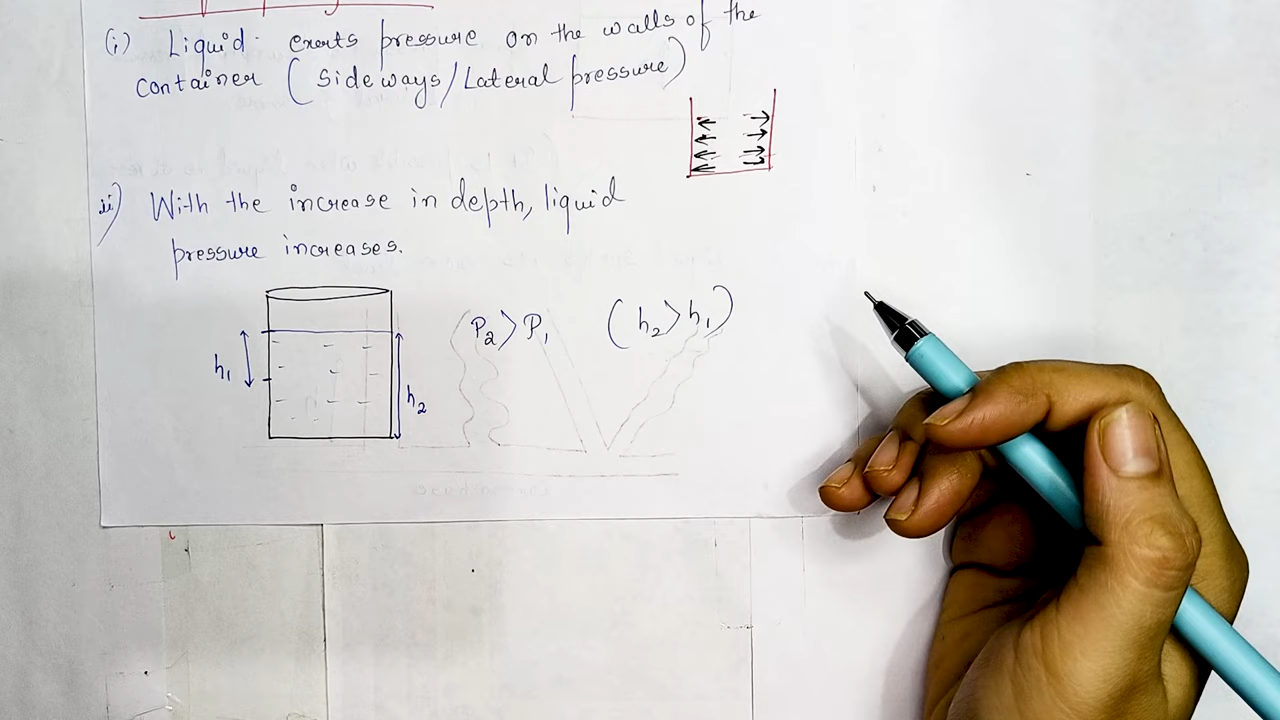 (i) Liquid exerts pressure on the walls of the
container (Sideways/Lateral pressure)
ii) With the increase in depth, liquid
pressure increases.
P₂ > P₁ (h₂ > h₁)
h₁
h₂